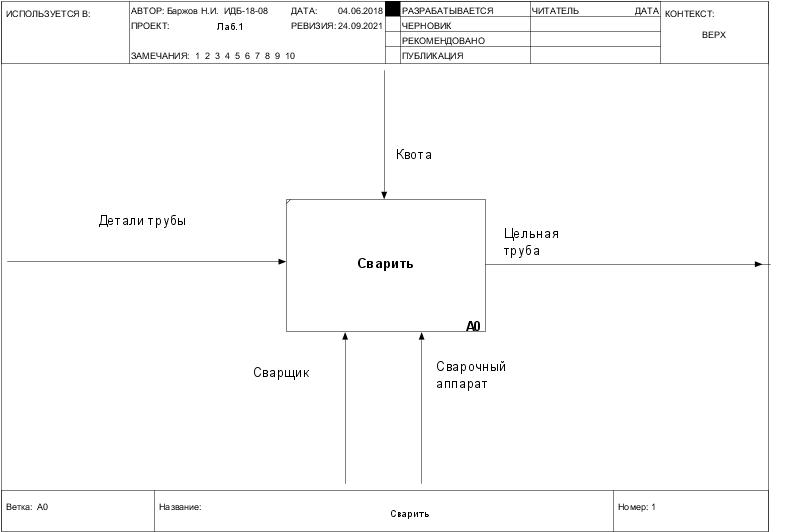 ИСПОЛЬЗУЕТСЯ В:
АВТОР: Баржов Н.И. ИДБ-18-08
ДАТА: 04.06.2018
ПРОЕКТ: Лаб.1
РЕВИЗИЯ: 24.09.2021
ЗАМЕЧАНИЯ: 1 2 3 4 5 6 7 8 9 10
РАЗРАБАТЫВАЕТСЯ
ЧЕРНОВИК
РЕКОМЕНДОВАНО
ПУБЛИКАЦИЯ
ЧИТАТЕЛЬ ДАТА
КОНТЕКСТ:
ВЕРХ
Квота
Детали трубы
Цельная
труба
Сварить
A0
Сварщик
Сварочный
аппарат
Ветка: A0
Название:
Сварить
Номер: 1